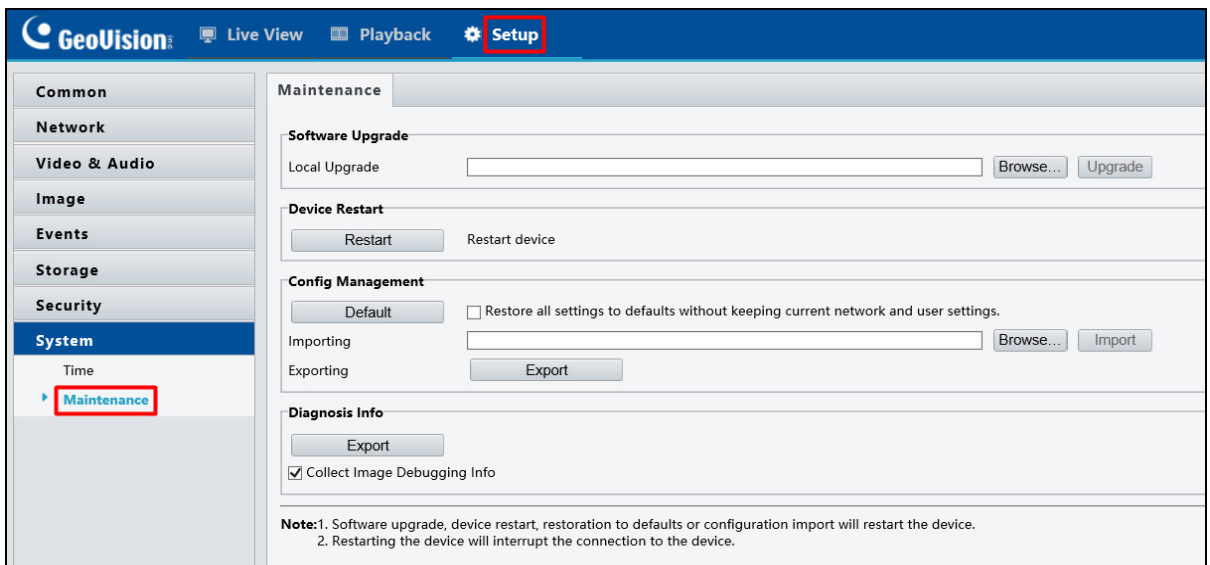 GeoVision Live View Playback Setup
Common
Network
Video & Audio
Image
Events
Storage
Security
System
Time
Maintenance
Maintenance
Software Upgrade
Local Upgrade Browse... Upgrade
Device Restart
Restart Restart device
Config Management
Default Restore all settings to defaults without keeping current network and user settings.
Importing Browse... Import
Exporting Export
Diagnosis Info
Export
Collect Image Debugging Info
Note:1. Software upgrade, device restart, restoration to defaults or configuration import will restart the device.
2. Restarting the device will interrupt the connection to the device.